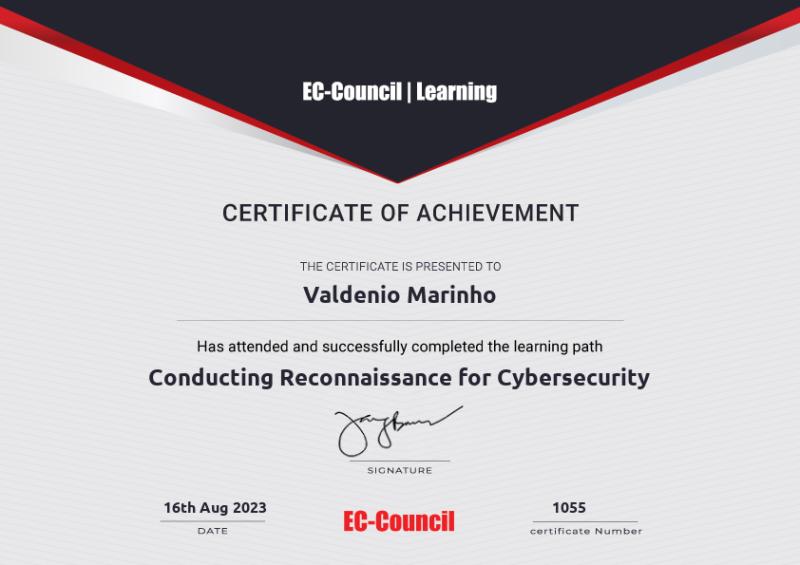 EC-Council | Learning
CERTIFICATE OF ACHIEVEMENT
THE CERTIFICATE IS PRESENTED TO
Valdenio Marinho
Has attended and successfully completed the learning path
Conducting Reconnaissance for Cybersecurity
SIGNATURE
16th Aug 2023
DATE
EC-Council
1055
certificate Number